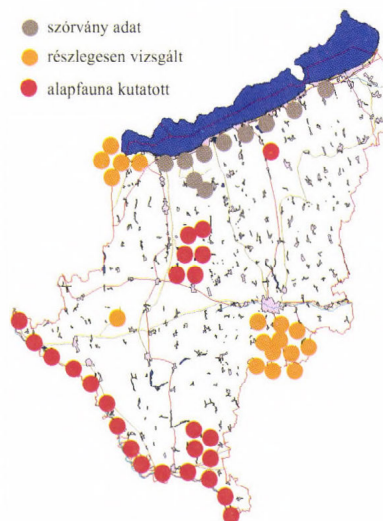 szórvány adat
részlegesen vizsgált
alapfauna kutatott